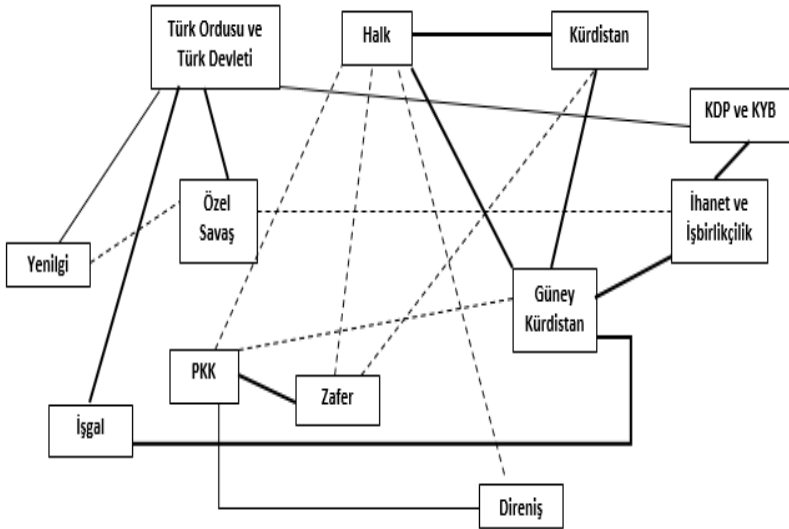 Türk Ordusu ve
Türk Devleti
Halk
Kürdistan
KDP ve KYB
Özel
Savaş
İhanet ve
İşbirlikçilik
Yenilgi
Güney
Kürdistan
PKK
Zafer
İşgal
Direniş